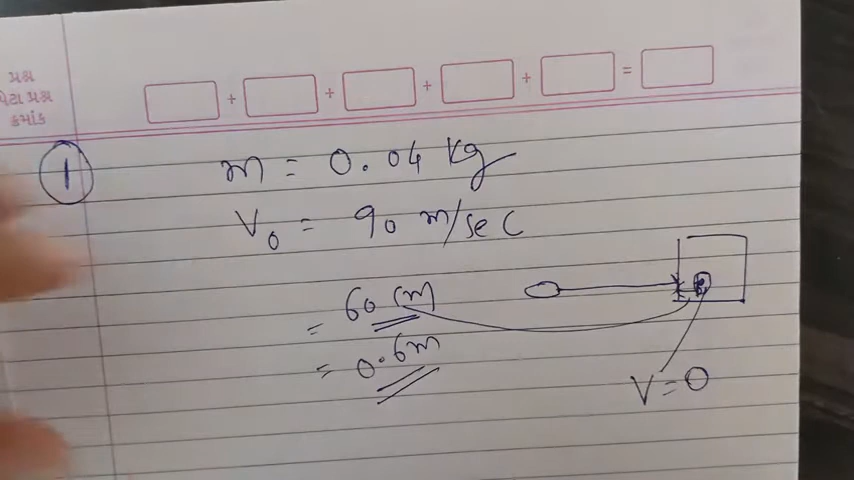 પ્રશ્ન
પેટા પ્રશ્ન
ક્રમાંક
+ + + + =
1
m = 0.04 kg
V0 = 90 m/sec
= 60 cm
= 0.6m
V=0